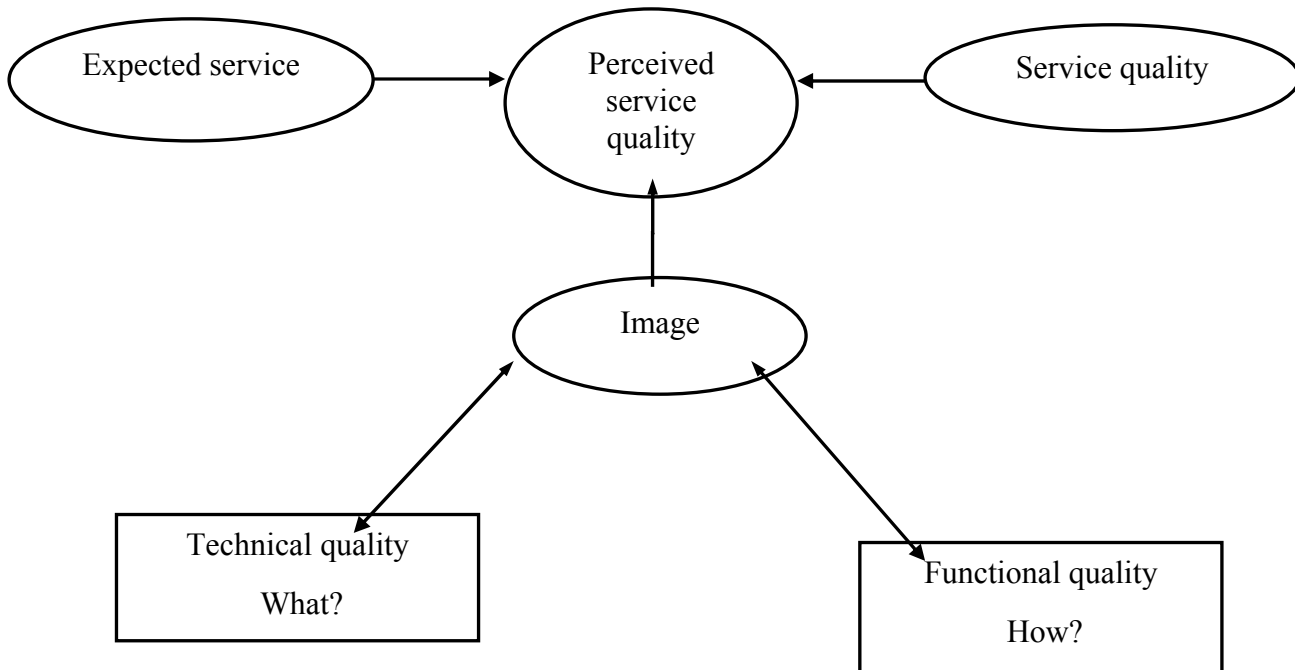 Expected service
Perceived
service
quality
Service quality
Image
Technical quality
What?
Functional quality
How?